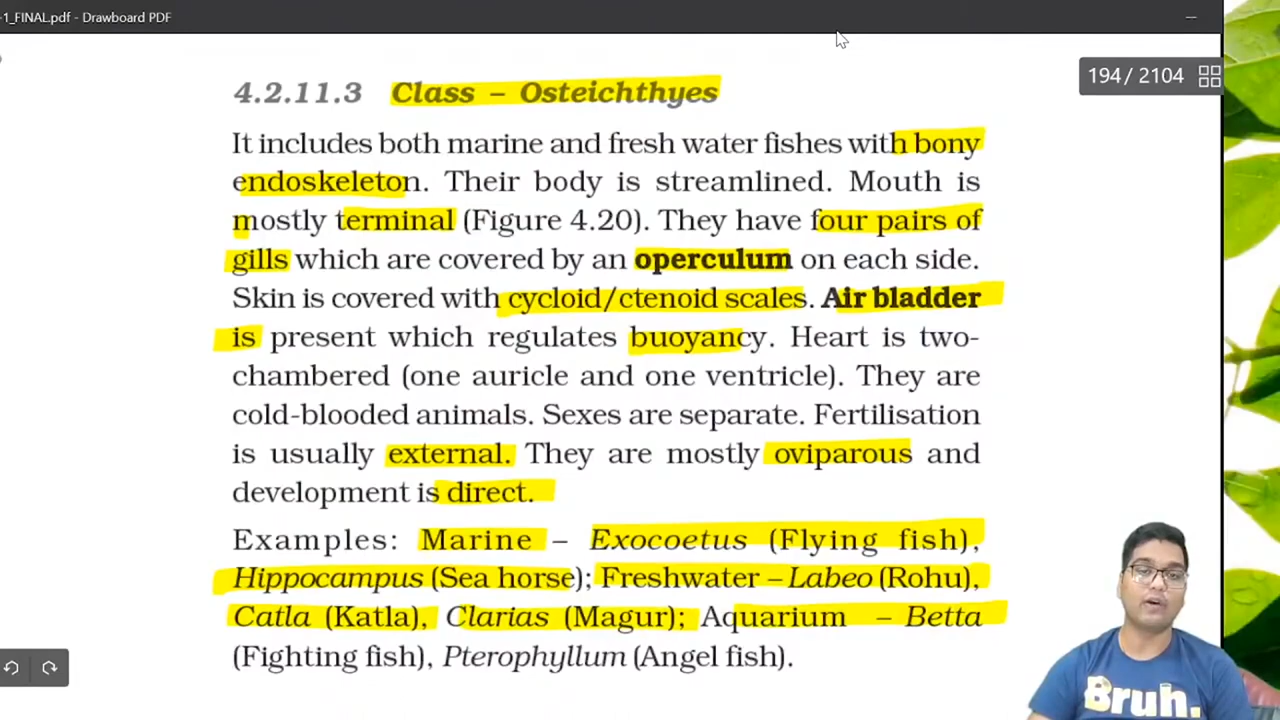 -1_FINAL.pdf - Drawboard PDF
194 / 2104
4.2.11.3 Class – Osteichthyes
It includes both marine and fresh water fishes with bony
endoskeleton. Their body is streamlined. Mouth is
mostly terminal (Figure 4.20). They have four pairs of
gills which are covered by an operculum on each side.
Skin is covered with cycloid/ctenoid scales. Air bladder
is present which regulates buoyancy. Heart is two-
chambered (one auricle and one ventricle). They are
cold-blooded animals. Sexes are separate. Fertilisation
is usually external. They are mostly oviparous and
development is direct.
Examples: Marine – Exocoetus (Flying fish),
Hippocampus (Sea horse); Freshwater – Labeo (Rohu),
Catla (Katla), Clarias (Magur); Aquarium – Betta
(Fighting fish), Pterophyllum (Angel fish).
Bruh.